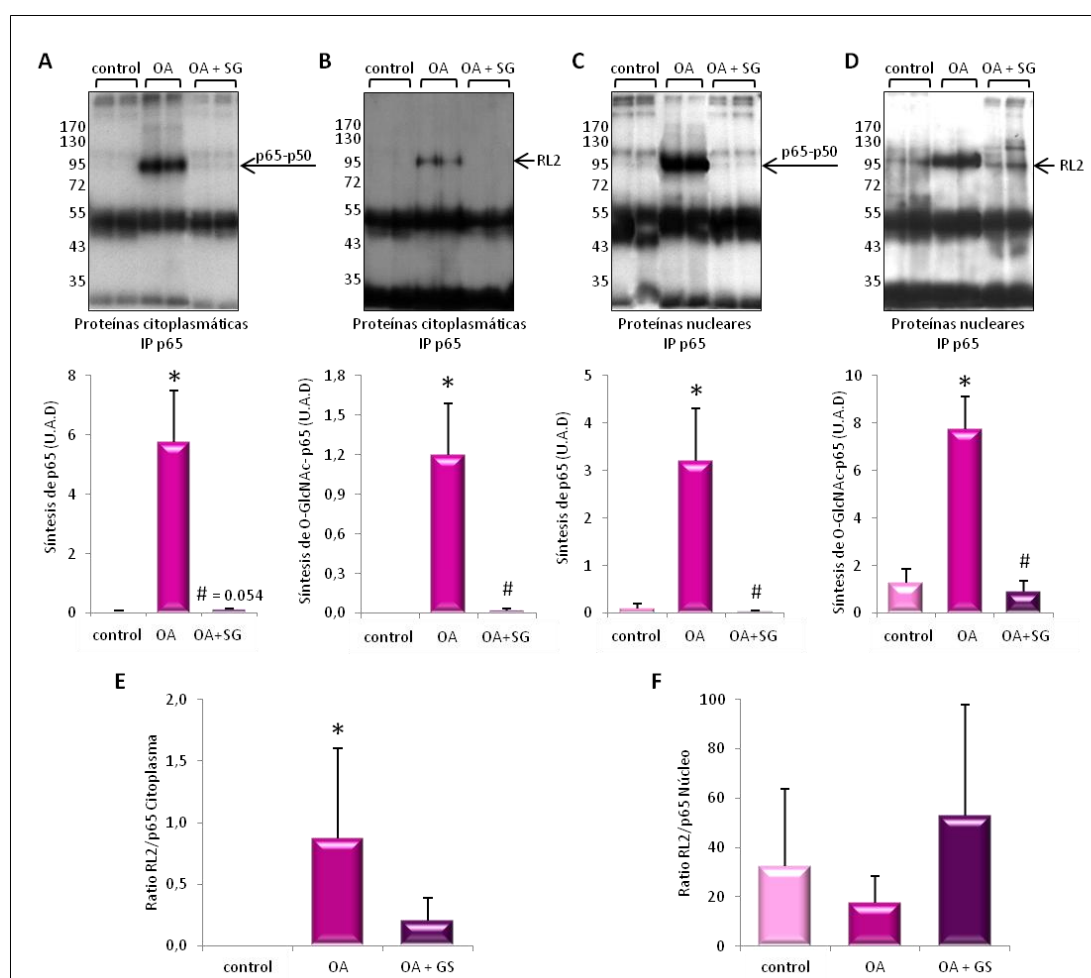 A
control OA OA + SG
170
130
95
72
55
43
35
p65-p50
Proteínas citoplasmáticas
IP p65
B
control OA OA + SG
170
130
95
72
55
43
35
RL2
Proteínas citoplasmáticas
IP p65
C
control OA OA + SG
170
130
95
72
55
43
35
p65-p50
Proteínas nucleares
IP p65
D
control OA OA + SG
170
130
95
72
55
43
35
RL2
Proteínas nucleares
IP p65
Síntesis de p65 (U.A.D)
8
6
4
2
0
*
# = 0.054
control OA OA+SG
Síntesis de O-GlcNAc- p65 (U.A.D)
1,8
1,5
1,2
0,9
0,6
0,3
0,0
*
#
control OA OA+SG
Síntesis de p65 (U.A.D)
5
4
3
2
1
0
*
#
control OA OA+SG
Síntesis de O-GlcNAc-p65 (U.A.D)
10
8
6
4
2
0
*
#
control OA OA+SG
E
Ratio RL2/p65 Citoplasma
2,0
1,5
1,0
0,5
0,0
*
control OA OA + GS
F
Ratio RL2/p65 Núcleo
100
80
60
40
20
0
control OA OA + GS